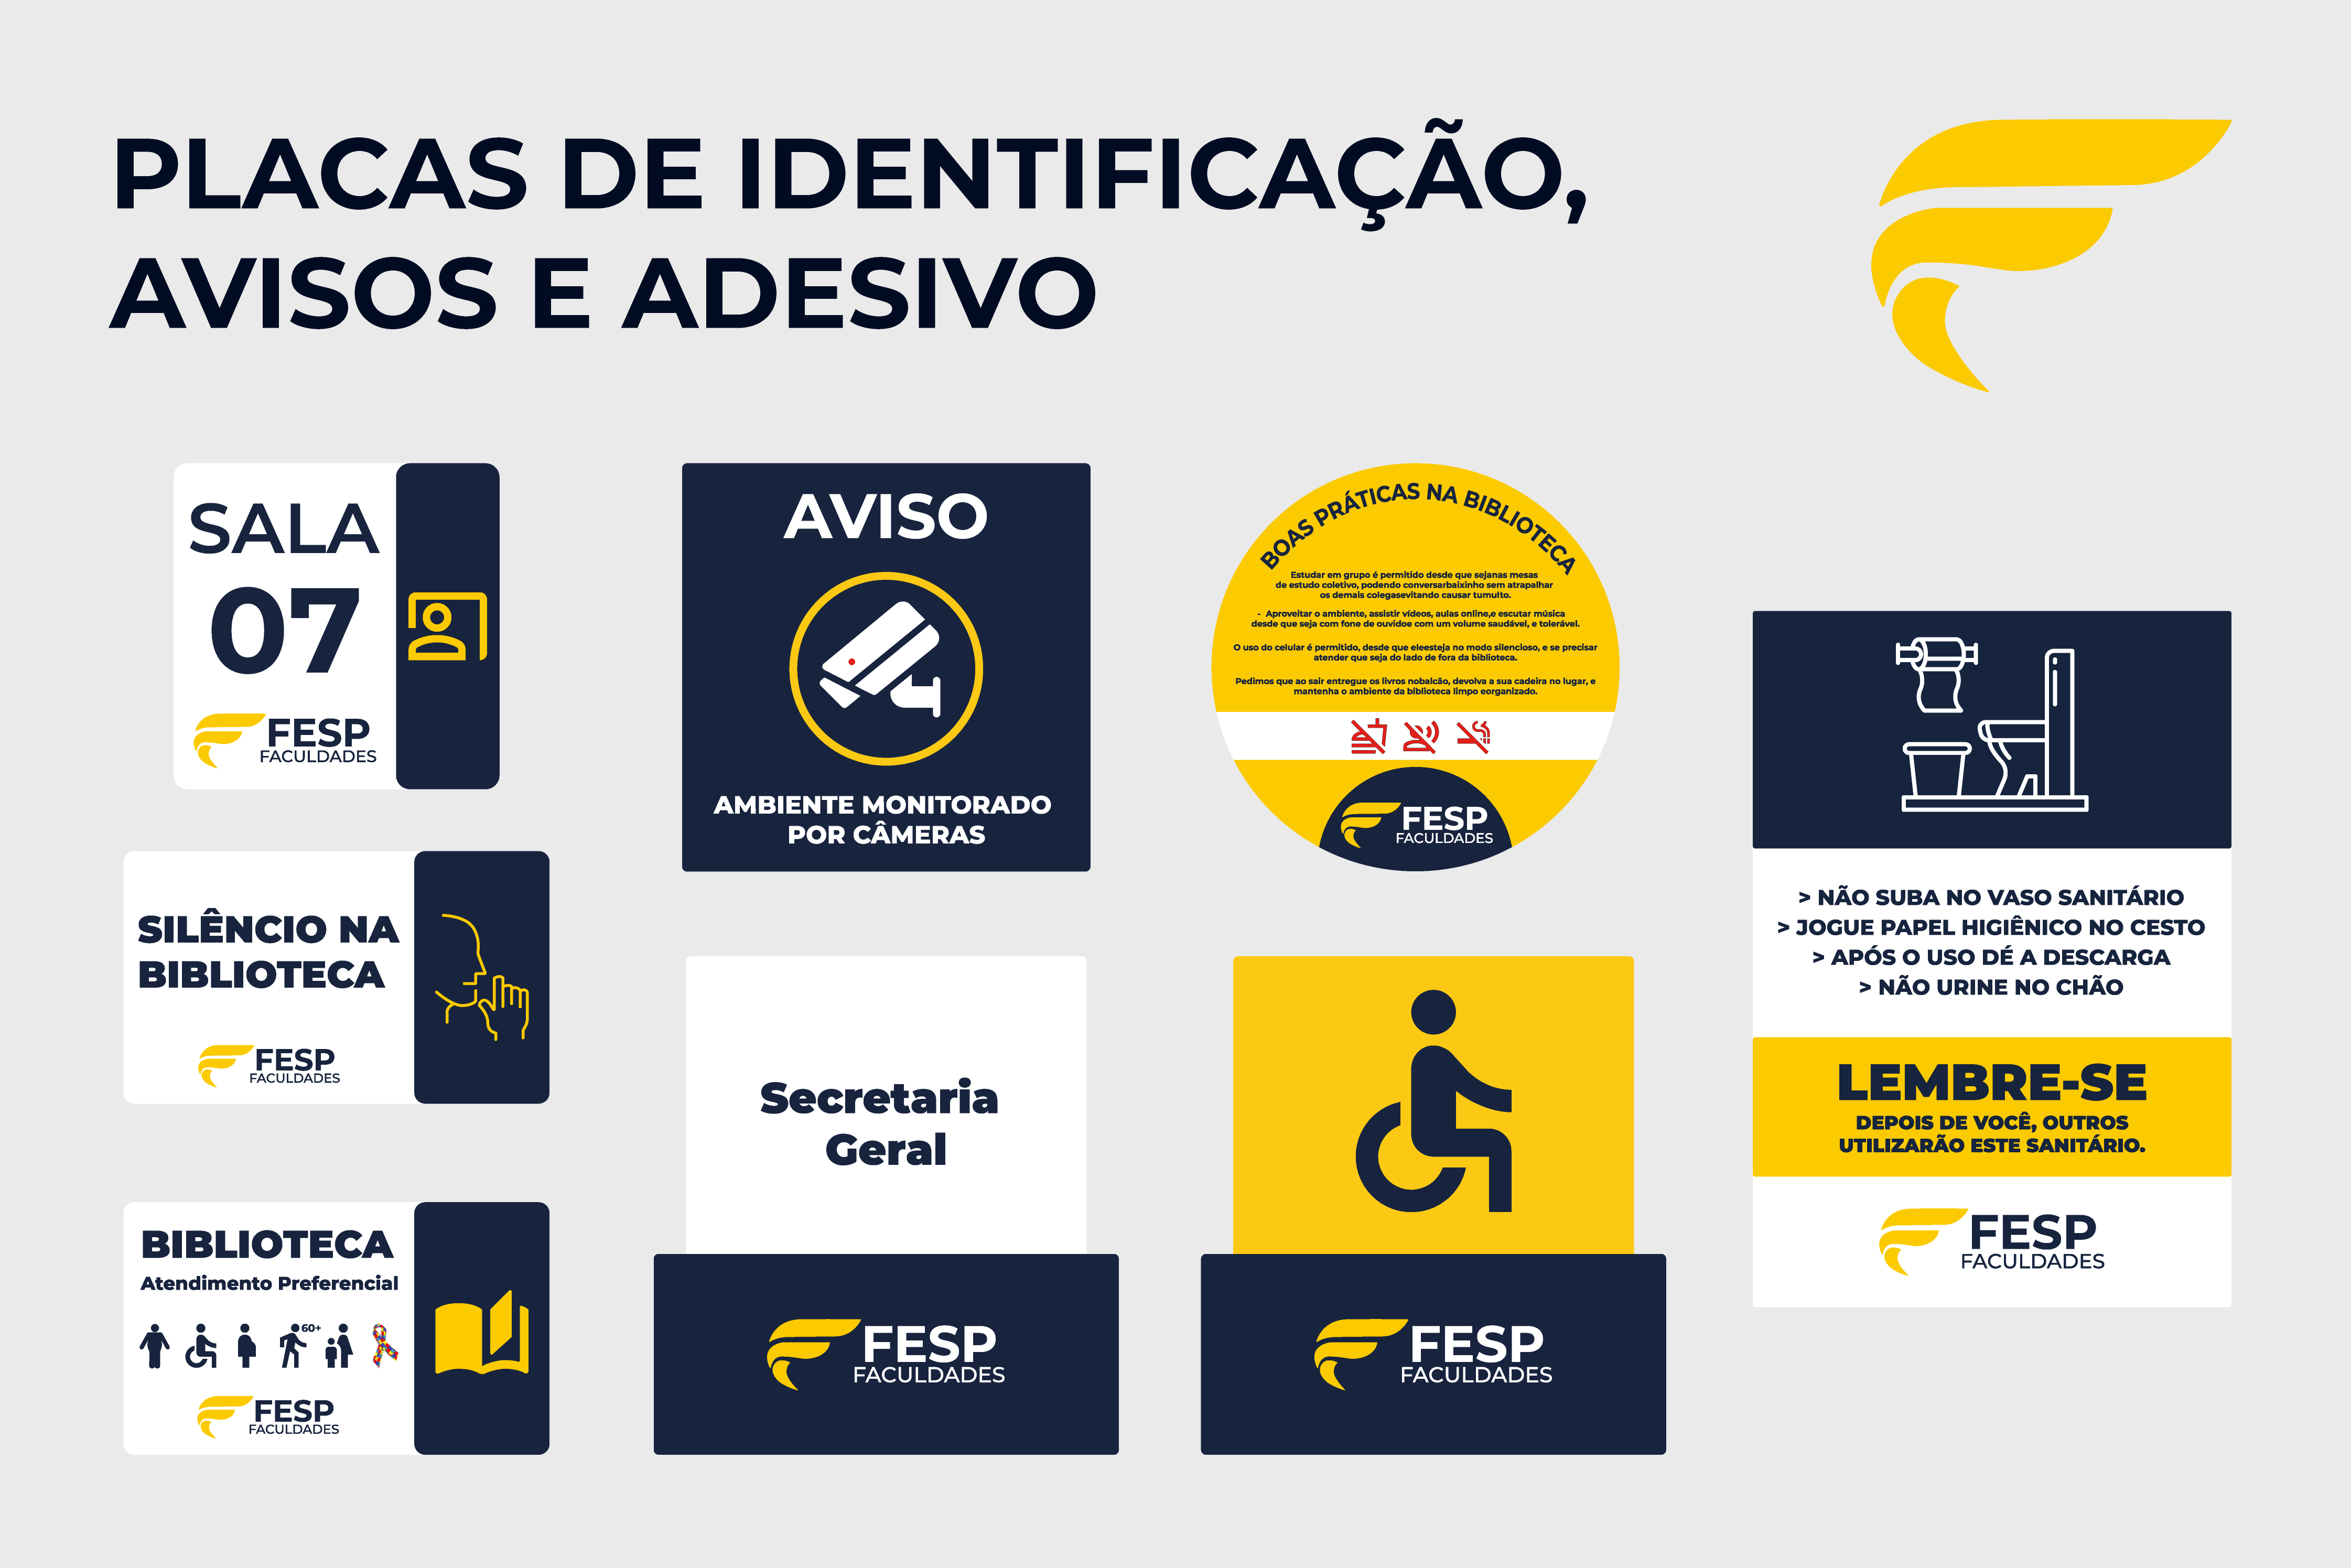 PLACAS DE IDENTIFICAÇÃO,
AVISOS E ADESIVO
SALA
07
FESP
FACULDADES
SILÊNCIO NA
BIBLIOTECA
FESP
FACULDADES
BIBLIOTECA
Atendimento Preferencial
60+
FESP
FACULDADES
AVISO
AMBIENTE MONITORADO
POR CÂMERAS
Secretaria
Geral
FESP
FACULDADES
BOAS PRÁTICAS NA BIBLIOTECA
Estudar em grupo é permitido desde que sejanas mesas
de estudo coletivo, podendo conversarbaixinho sem atrapalhar
os demais colegasevitando causar tumulto.
- Aproveitar o ambiente, assistir vídeos, aulas online,e escutar música
desde que seja com fone de ouvidoe com um volume saudável, e tolerável.
O uso do celular é permitido, desde que eleesteja no modo silencioso, e se precisar
atender que seja do lado de fora da biblioteca.
Pedimos que ao sair entregue os livros nobalcão, devolva a sua cadeira no lugar, e
mantenha o ambiente da biblioteca limpo eorganizado.
FESP
FACULDADES
FESP
FACULDADES
> NÃO SUBA NO VASO SANITÁRIO
> JOGUE PAPEL HIGIÊNICO NO CESTO
> APÓS O USO DÉ A DESCARGA
> NÃO URINE NO CHÃO
LEMBRE-SE
DEPOIS DE VOCÊ, OUTROS
UTILIZARÃO ESTE SANITÁRIO.
FESP
FACULDADES